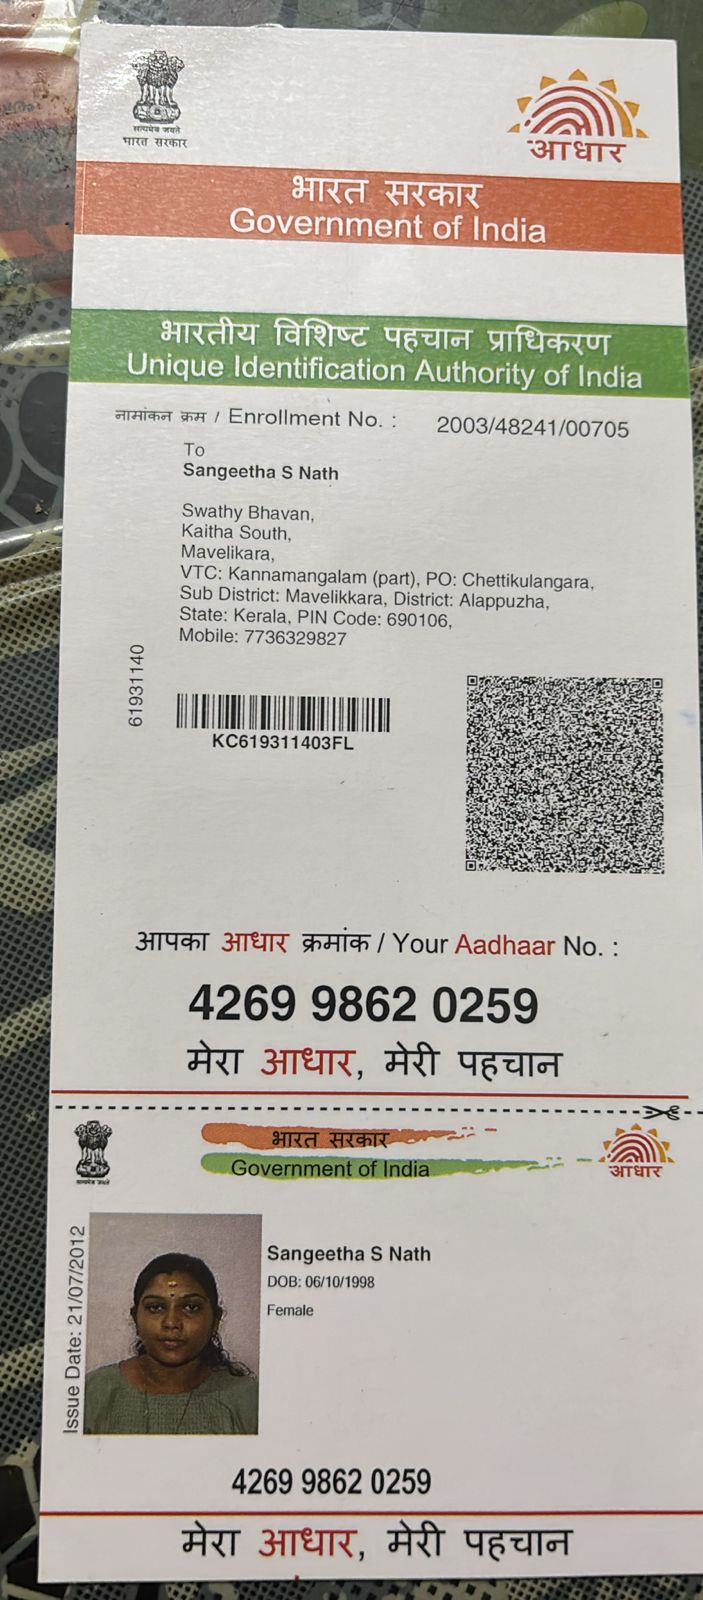 सत्यमेव जयते
भारत सरकार
आधार
भारत सरकार
Government of India
भारतीय विशिष्ट पहचान प्राधिकरण
Unique Identification Authority of India
नामांकन क्रम / Enrollment No. : 2003/48241/00705
To
Sangeetha S Nath
Swathy Bhavan,
Kaitha South,
Mavelikara,
VTC: Kannamangalam (part), PO: Chettikulangara,
Sub District: Mavelikkara, District: Alappuzha,
State: Kerala, PIN Code: 690106,
Mobile: 7736329827
61931140
KC619311403FL
आपका आधार क्रमांक / Your Aadhaar No. :
4269 9862 0259
मेरा आधार, मेरी पहचान
सत्यमेव जयते
भारत सरकार
Government of India
आधार
Issue Date: 21/07/2012
Sangeetha S Nath
DOB: 06/10/1998
Female
4269 9862 0259
मेरा आधार, मेरी पहचान